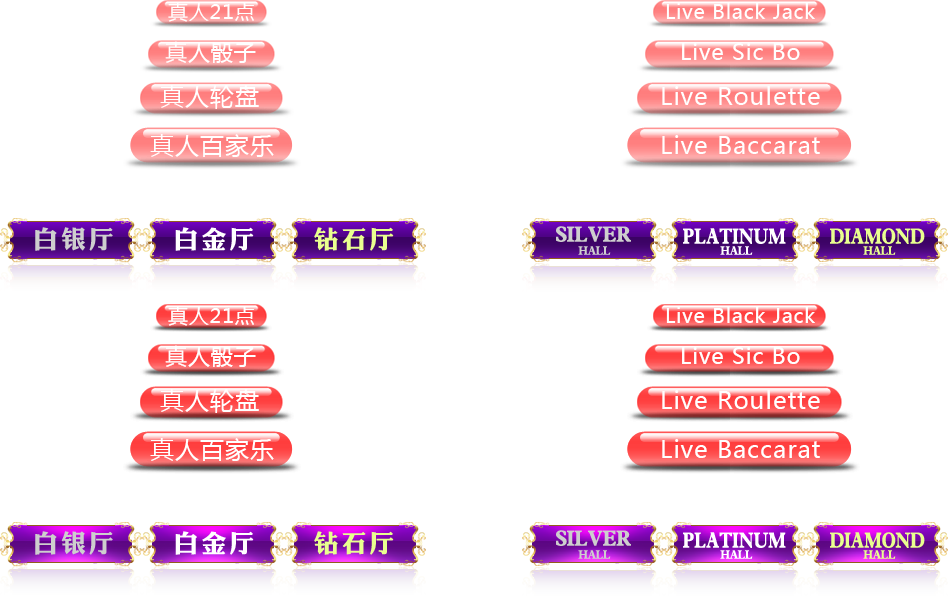 真人21点
真人骰子
真人轮盘
真人百家乐
白银厅 白金厅 钻石厅
Live Black Jack
Live Sic Bo
Live Roulette
Live Baccarat
SILVER HALL PLATINUM HALL DIAMOND HALL
真人21点
真人骰子
真人轮盘
真人百家乐
白银厅 白金厅 钻石厅
Live Black Jack
Live Sic Bo
Live Roulette
Live Baccarat
SILVER HALL PLATINUM HALL DIAMOND HALL